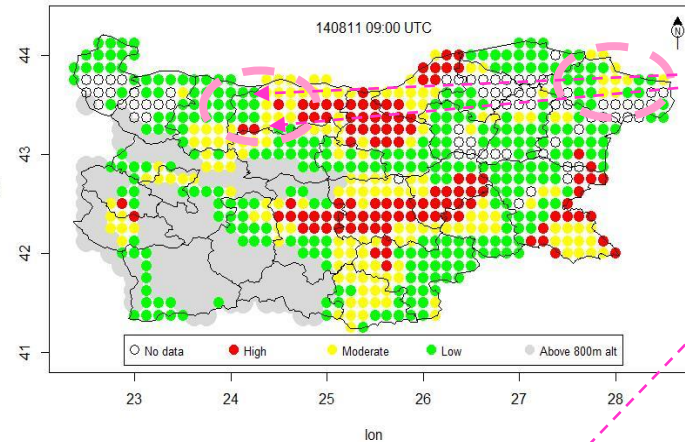 140811 09:00 UTC
N
44
43
42
41
No data
High
Moderate
Low
Above 800m alt
23 24 25 26 27 28
lon